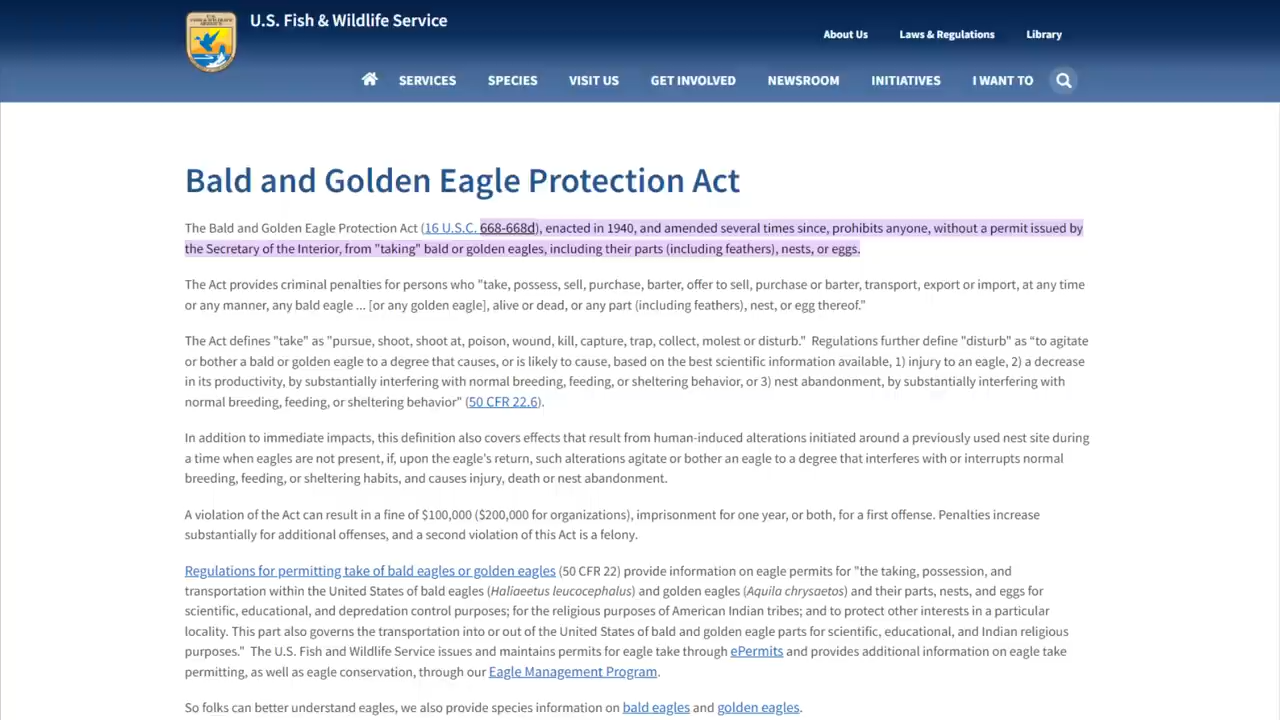 U.S. Fish & Wildlife Service
About Us Laws & Regulations Library
SERVICES SPECIES VISIT US GET INVOLVED NEWSROOM INITIATIVES I WANT TO
Bald and Golden Eagle Protection Act
The Bald and Golden Eagle Protection Act (16 U.S.C. 668-668d), enacted in 1940, and amended several times since, prohibits anyone, without a permit issued by
the Secretary of the Interior, from "taking" bald or golden eagles, including their parts (including feathers), nests, or eggs.
The Act provides criminal penalties for persons who "take, possess, sell, purchase, barter, offer to sell, purchase or barter, transport, export or import, at any time
or any manner, any bald eagle ... [or any golden eagle], alive or dead, or any part (including feathers), nest, or egg thereof."
The Act defines "take" as "pursue, shoot, shoot at, poison, wound, kill, capture, trap, collect, molest or disturb."  Regulations further define "disturb" as “to agitate
or bother a bald or golden eagle to a degree that causes, or is likely to cause, based on the best scientific information available, 1) injury to an eagle, 2) a decrease
in its productivity, by substantially interfering with normal breeding, feeding, or sheltering behavior, or 3) nest abandonment, by substantially interfering with
normal breeding, feeding, or sheltering behavior" (50 CFR 22.6).
In addition to immediate impacts, this definition also covers effects that result from human-induced alterations initiated around a previously used nest site during
a time when eagles are not present, if, upon the eagle's return, such alterations agitate or bother an eagle to a degree that interferes with or interrupts normal
breeding, feeding, or sheltering habits, and causes injury, death or nest abandonment.
A violation of the Act can result in a fine of $100,000 ($200,000 for organizations), imprisonment for one year, or both, for a first offense. Penalties increase
substantially for additional offenses, and a second violation of this Act is a felony.
Regulations for permitting take of bald eagles or golden eagles (50 CFR 22) provide information on eagle permits for "the taking, possession, and
transportation within the United States of bald eagles (Haliaeetus leucocephalus) and golden eagles (Aquila chrysaetos) and their parts, nests, and eggs for
scientific, educational, and depredation control purposes; for the religious purposes of American Indian tribes; and to protect other interests in a particular
locality. This part also governs the transportation into or out of the United States of bald and golden eagle parts for scientific, educational, and Indian religious
purposes."  The U.S. Fish and Wildlife Service issues and maintains permits for eagle take through ePermits and provides additional information on eagle take
permitting, as well as eagle conservation, through our Eagle Management Program.
So folks can better understand eagles, we also provide species information on bald eagles and golden eagles.